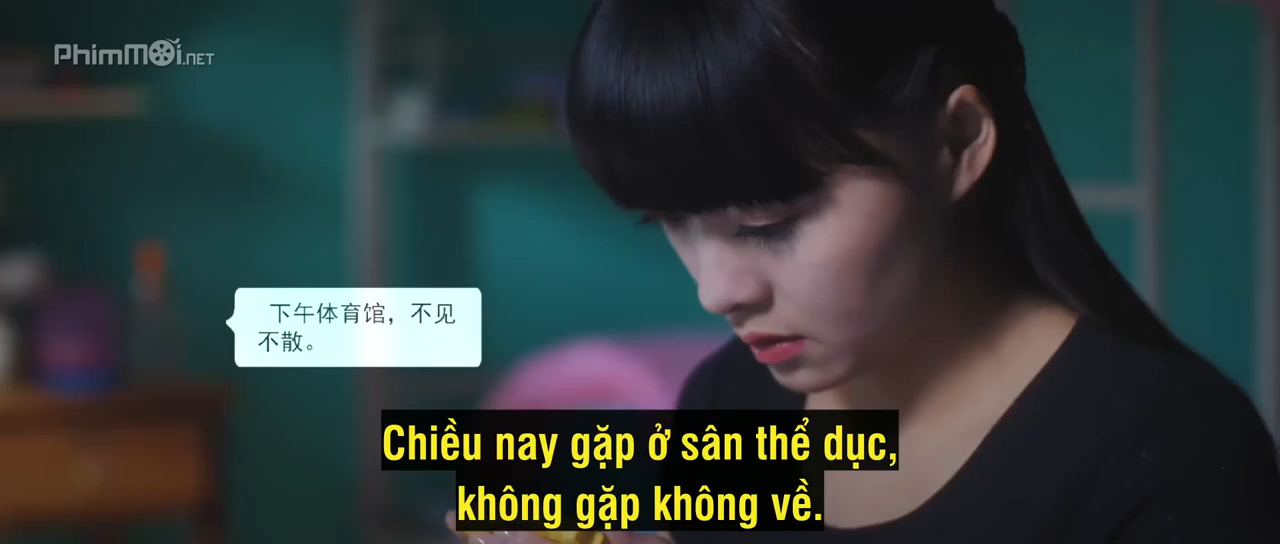 PhimMỚi.NET
下午体育馆，不见
不散。
Chiều nay gặp ở sân thể dục,
không gặp không về.